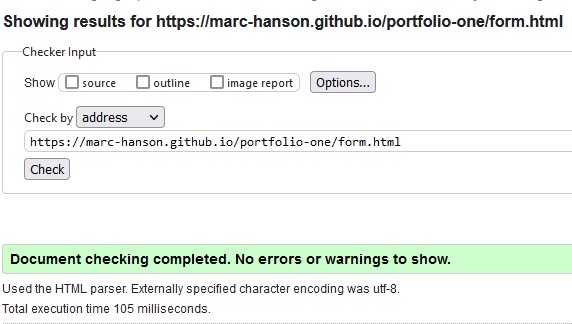 Showing results for https://marc-hanson.github.io/portfolio-one/form.html
Checker Input
Show source outline image report Options...
Check by address
https://marc-hanson.github.io/portfolio-one/form.html
Check
Document checking completed. No errors or warnings to show.
Used the HTML parser. Externally specified character encoding was utf-8.
Total execution time 105 milliseconds.